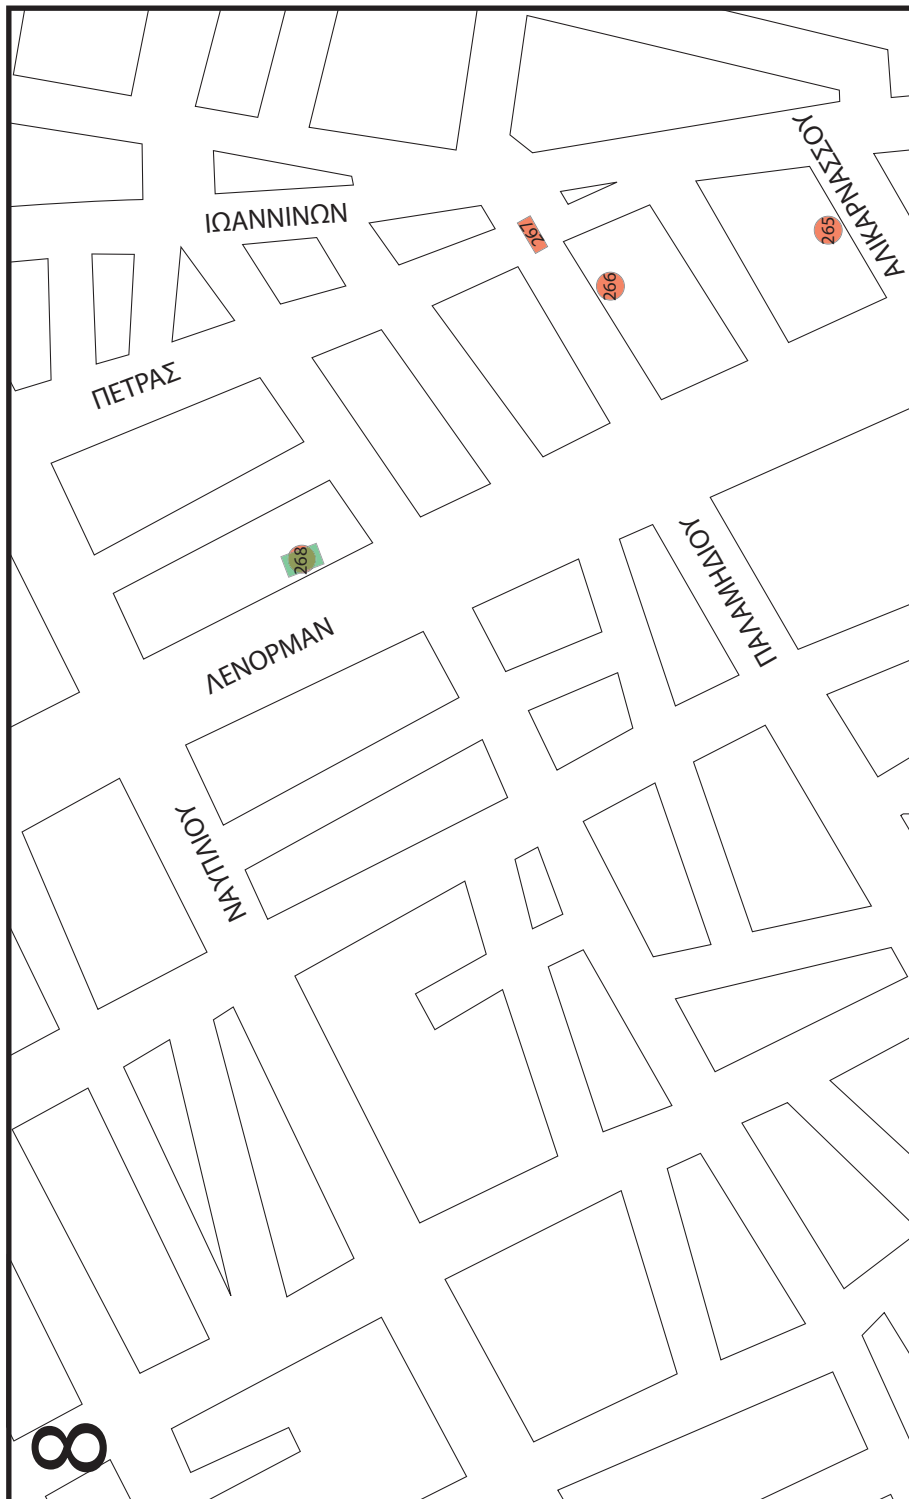 ΑΛΙΚΑΡΝΑΣΣΟΥ
ΙΩΑΝΝΙΝΩΝ
267
265
266
ΠΕΤΡΑΣ
268
ΠΑΛΑΜΗΔΙΟΥ
ΛΕΝΟΡΜΑΝ
ΝΑΥΠΛΙΟΥ
8